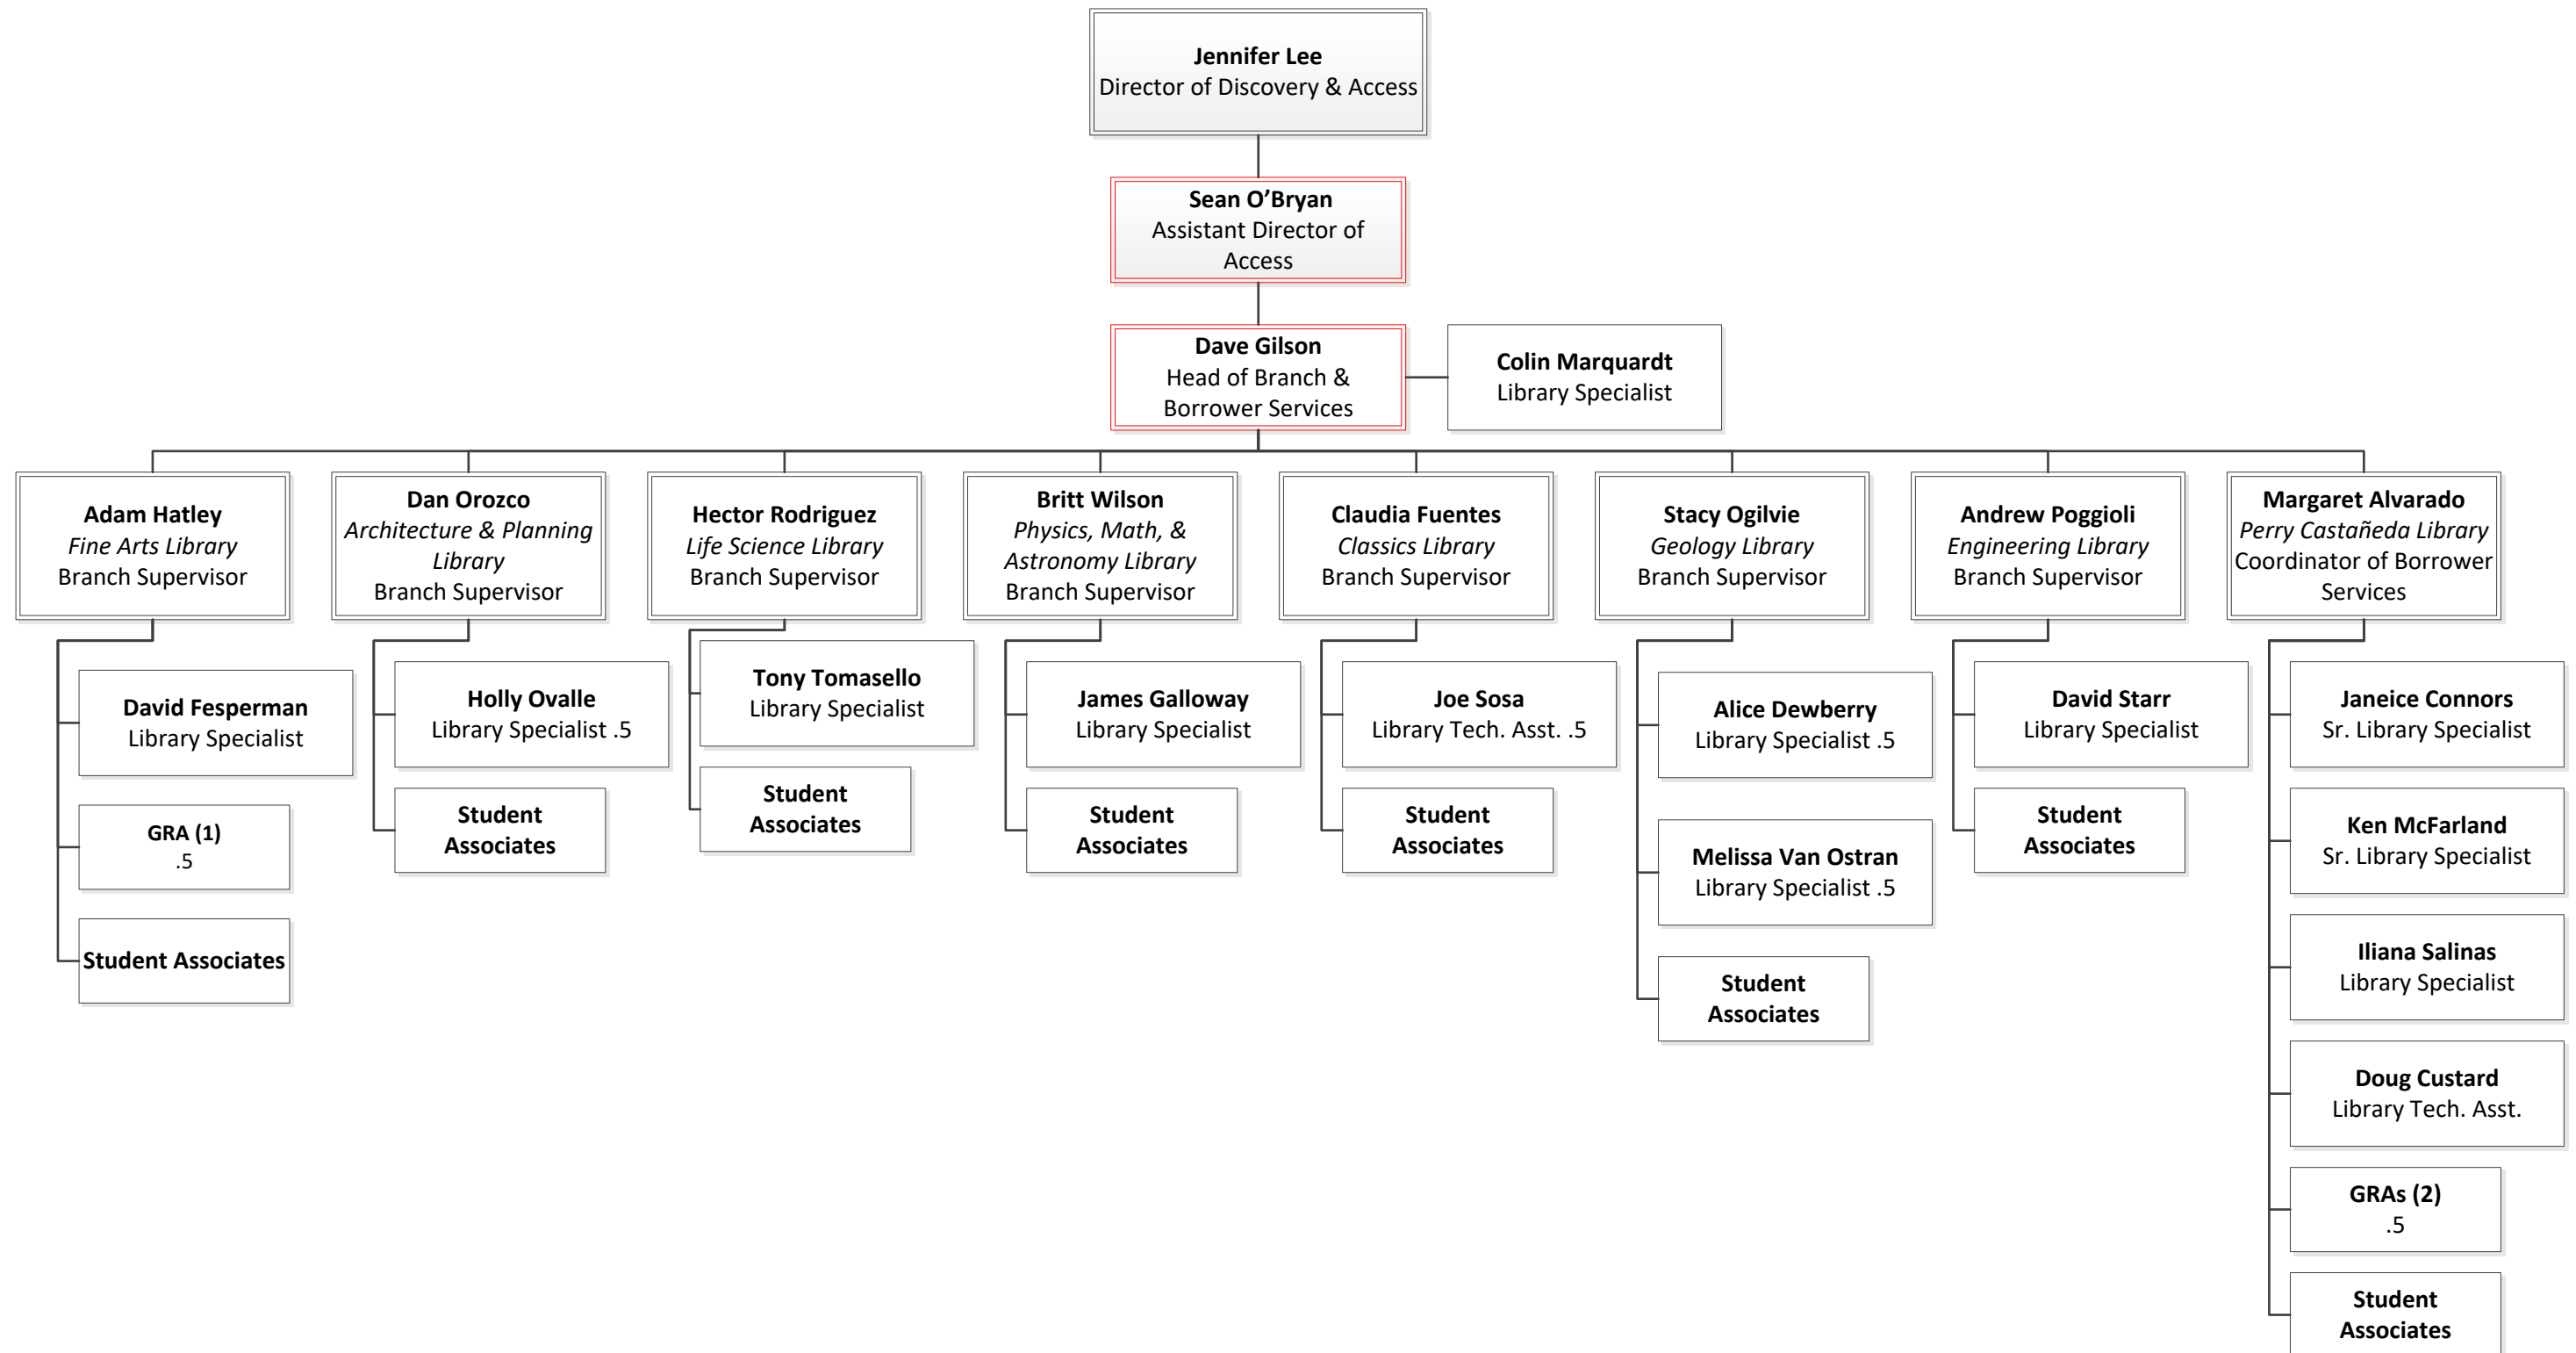 Jennifer Lee
Director of Discovery & Access
Sean O’Bryan
Assistant Director of
Access
Dave Gilson
Head of Branch &
Borrower Services
Colin Marquardt
Library Specialist
Adam Hatley
Fine Arts Library
Branch Supervisor
Dan Orozco
Architecture & Planning
Library
Branch Supervisor
Hector Rodriguez
Life Science Library
Branch Supervisor
Britt Wilson
Physics, Math, &
Astronomy Library
Branch Supervisor
Claudia Fuentes
Classics Library
Branch Supervisor
Stacy Ogilvie
Geology Library
Branch Supervisor
Andrew Poggioli
Engineering Library
Branch Supervisor
Margaret Alvarado
Perry Castañeda Library
Coordinator of Borrower
Services
David Fesperman
Library Specialist
GRA (1)
.5
Student Associates
Holly Ovalle
Library Specialist .5
Student
Associates
Tony Tomasello
Library Specialist
Student
Associates
James Galloway
Library Specialist
Student
Associates
Joe Sosa
Library Tech. Asst. .5
Student
Associates
Alice Dewberry
Library Specialist .5
Melissa Van Ostran
Library Specialist .5
Student
Associates
David Starr
Library Specialist
Student
Associates
Janeice Connors
Sr. Library Specialist
Ken McFarland
Sr. Library Specialist
Iliana Salinas
Library Specialist
Doug Custard
Library Tech. Asst.
GRAs (2)
.5
Student
Associates